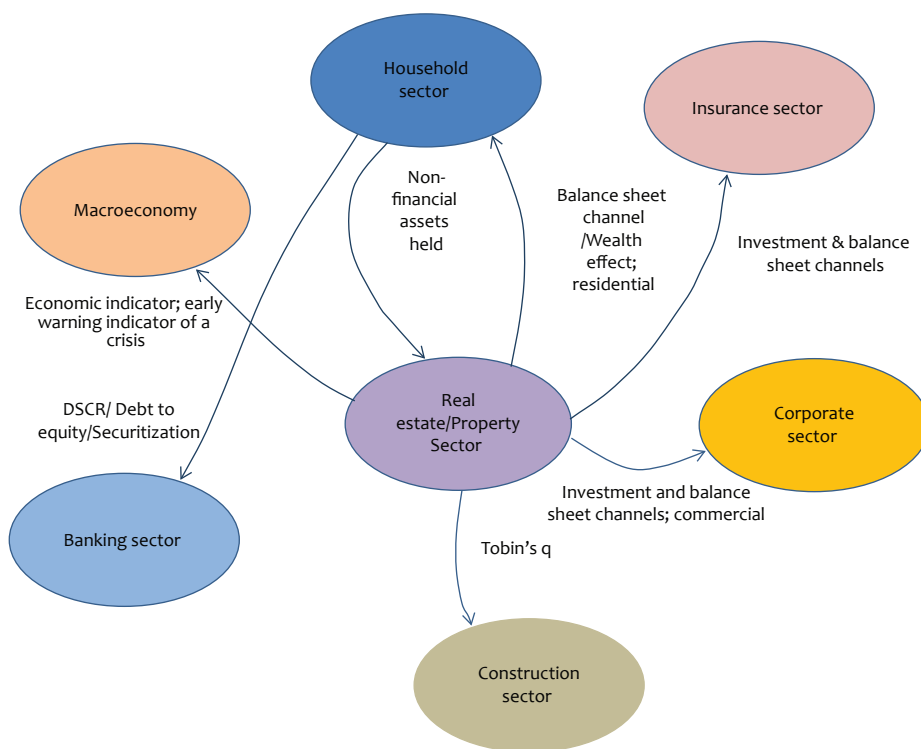 Household
sector
Insurance sector
Macroeconomy
Non-
financial
assets
held
Balance sheet
channel
/Wealth
effect;
residential
Investment & balance
sheet channels
Economic indicator; early
warning indicator of a
crisis
DSCR/ Debt to
equity/Securitization
Real
estate/Property
Sector
Corporate
sector
Investment and balance
sheet channels; commercial
Banking sector
Tobin’s q
Construction
sector